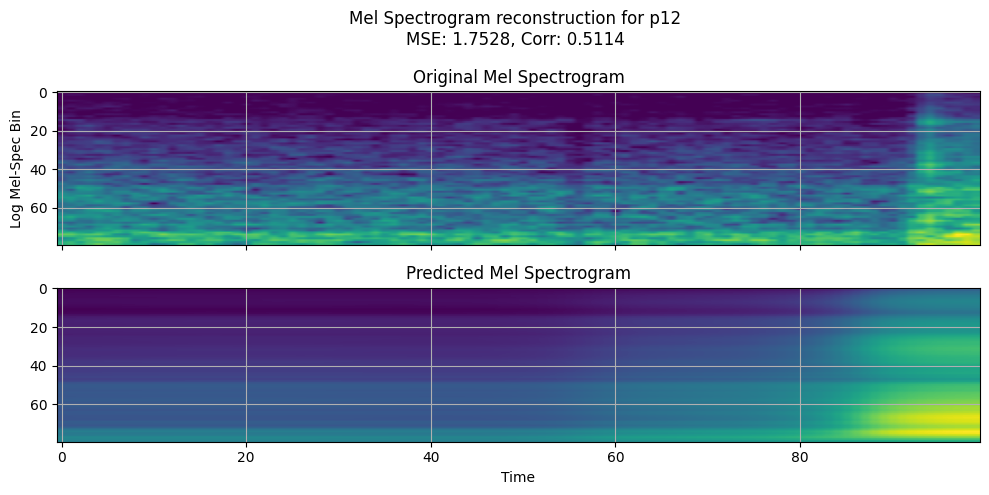 Mel Spectrogram reconstruction for p12
MSE: 1.7528, Corr: 0.5114
Original Mel Spectrogram
Log Mel-Spec Bin
0
20
40
60
Predicted Mel Spectrogram
0
20
40
60
0 20 40 60 80
Time